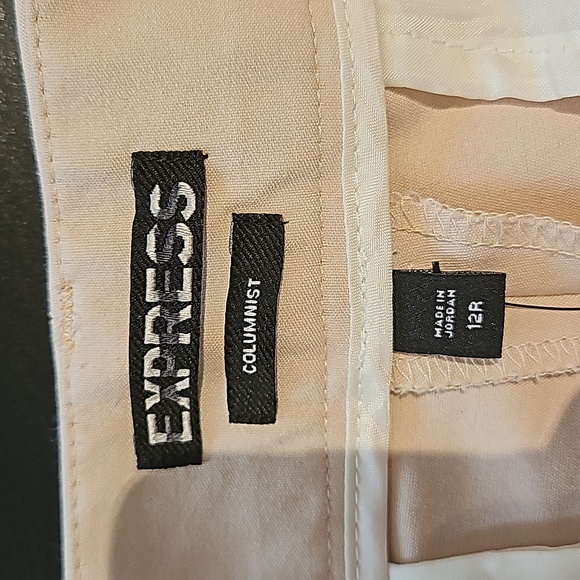 EXPRESS
COLUMNIST
MADE IN
JORDAN
12R